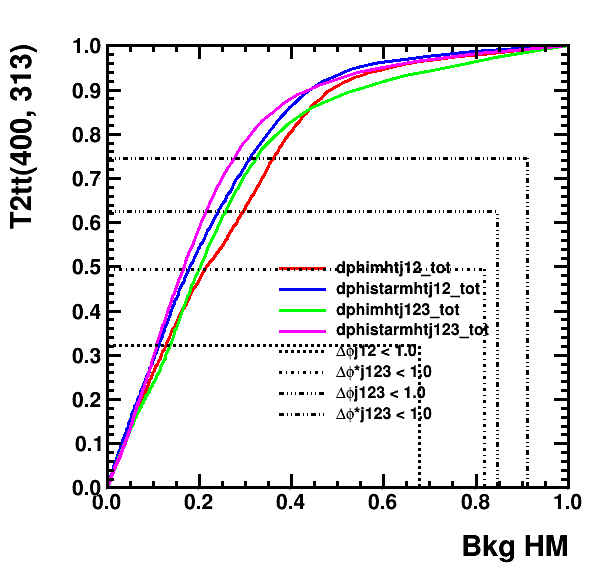 T2tt(400, 313)
1.0
0.9
0.8
0.7
0.6
0.5
0.4
0.3
0.2
0.1
0.0
dphimhtj12_tot
dphistarmhtj12_tot
dphimhtj123_tot
dphistarmhtj123_tot
Δϕj12 < 1.0
Δϕ*j123 < 1.0
Δϕj123 < 1.0
Δϕ*j123 < 1.0
0.0 0.2 0.4 0.6 0.8 1.0
Bkg HM